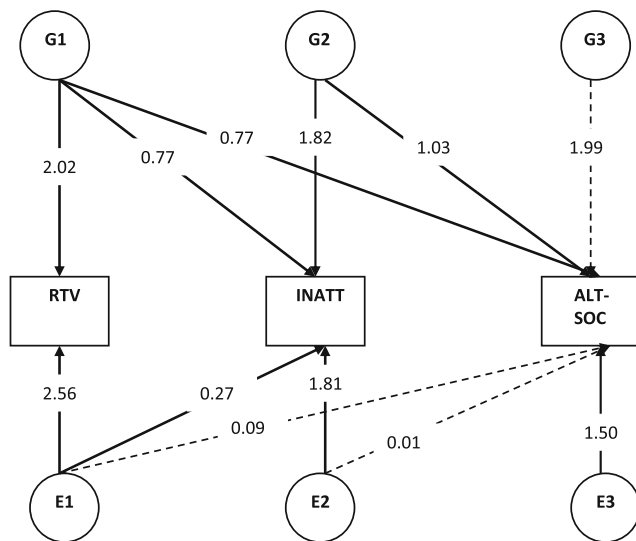 G1
G2
G3
0.77
1.82
1.03
1.99
2.02
0.77
RTV
INATT
ALT-
SOC
2.56
0.27
0.09
1.81
0.01
1.50
E1
E2
E3